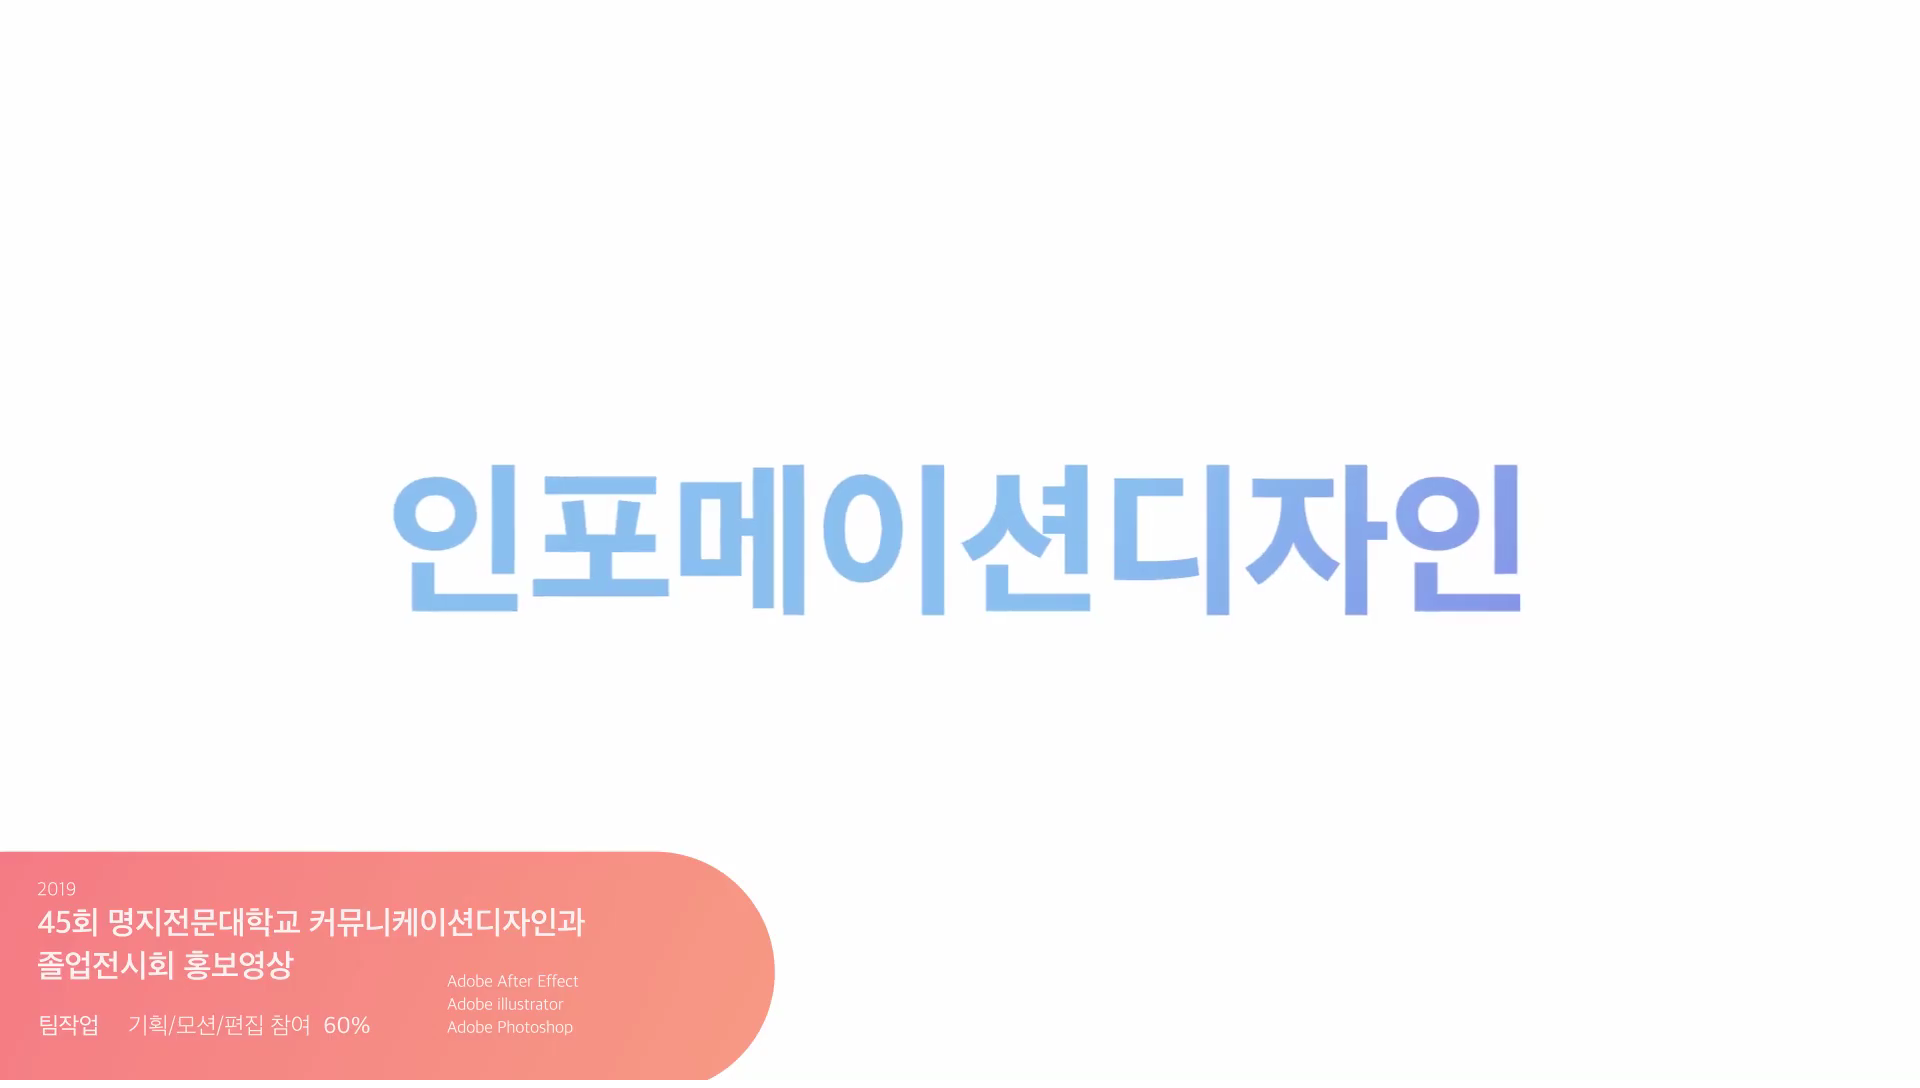 인포메이션디자인
2019
45회 명지전문대학교 커뮤니케이션디자인과
졸업전시회 홍보영상
팀작업 기획/모션/편집 참여 60%
Adobe After Effect
Adobe illustrator
Adobe Photoshop